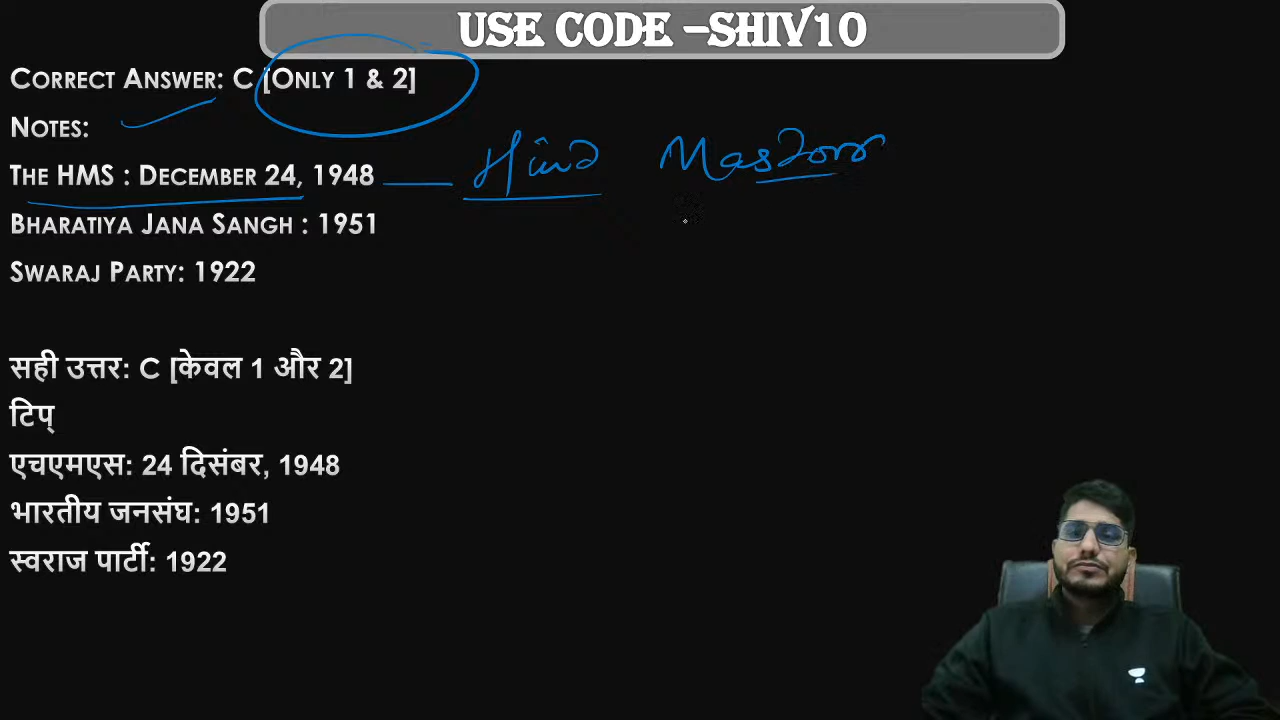 USE CODE –SHIV10
CORRECT ANSWER: C [ONLY 1 & 2]
NOTES:
THE HMS : DECEMBER 24, 1948 Hind
BHARATIYA JANA SANGH : 1951
SWARAJ PARTY: 1922
सही उत्तर: C [केवल 1 और 2]
टिप्
एचएमएस: 24 दिसंबर, 1948
भारतीय जनसंघ: 1951
स्वराज पार्टी: 1922